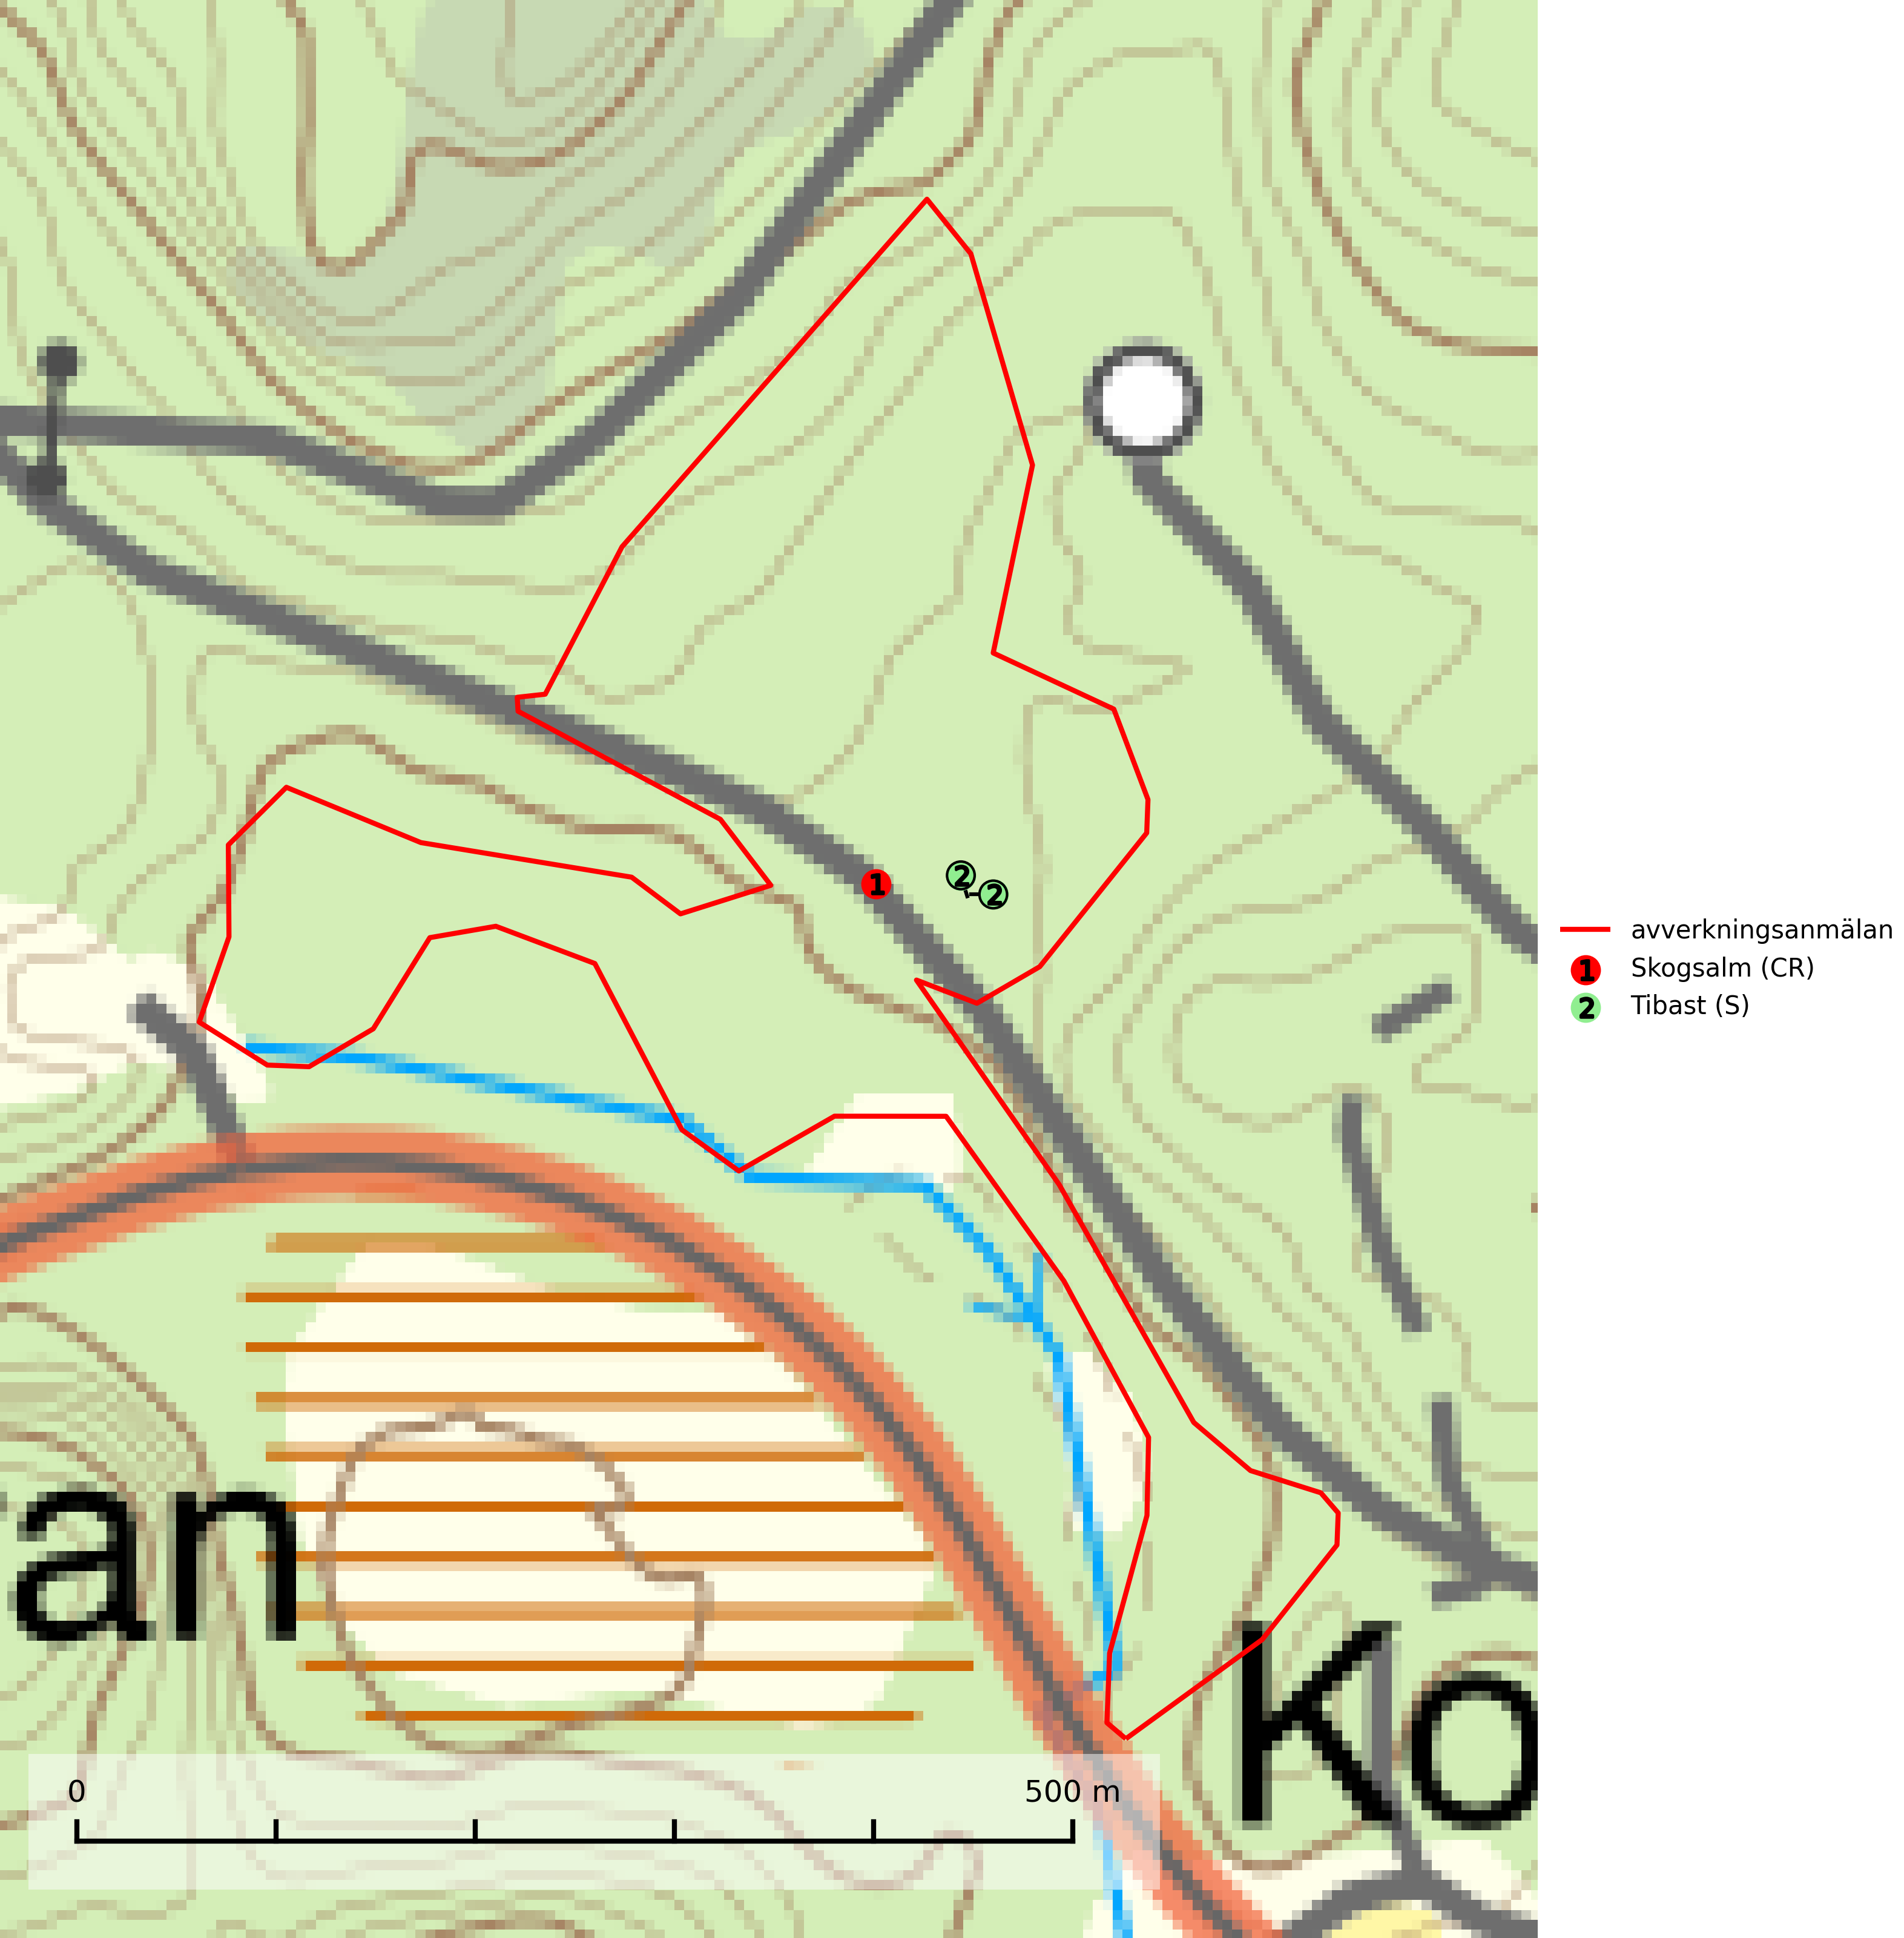 1
2
2
avverkningsanmälan
1 Skogsalm (CR)
2 Tibast (S)
an
Ko
0 500 m